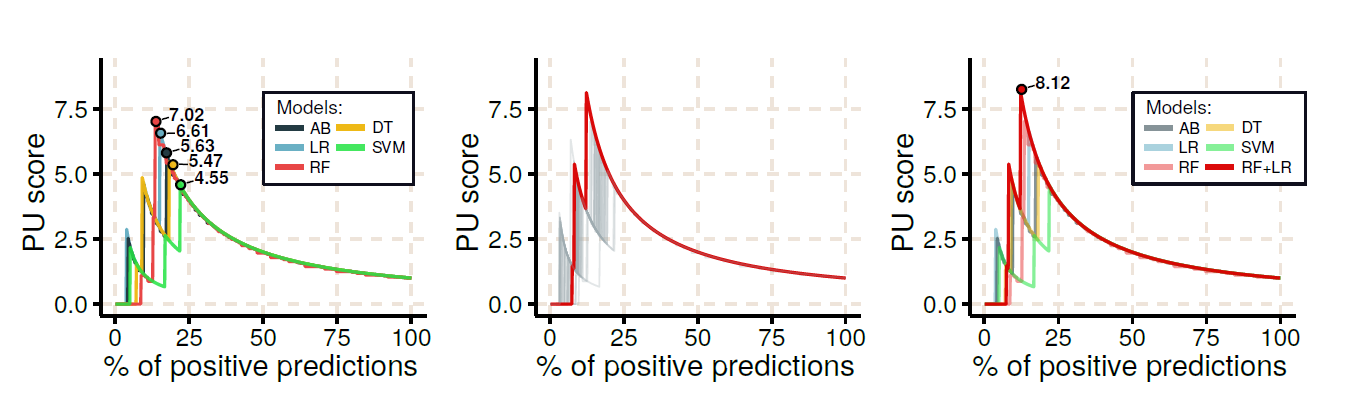 PU score
7.5
5.0
2.5
0.0
7.02
6.61
5.63
5.47
4.55
Models:
AB DT
LR SVM
RF
0 25 50 75 100
% of positive predictions
PU score
7.5
5.0
2.5
0.0
0 25 50 75 100
% of positive predictions
PU score
7.5
5.0
2.5
0.0
8.12
Models:
AB DT
LR SVM
RF RF+LR
0 25 50 75 100
% of positive predictions